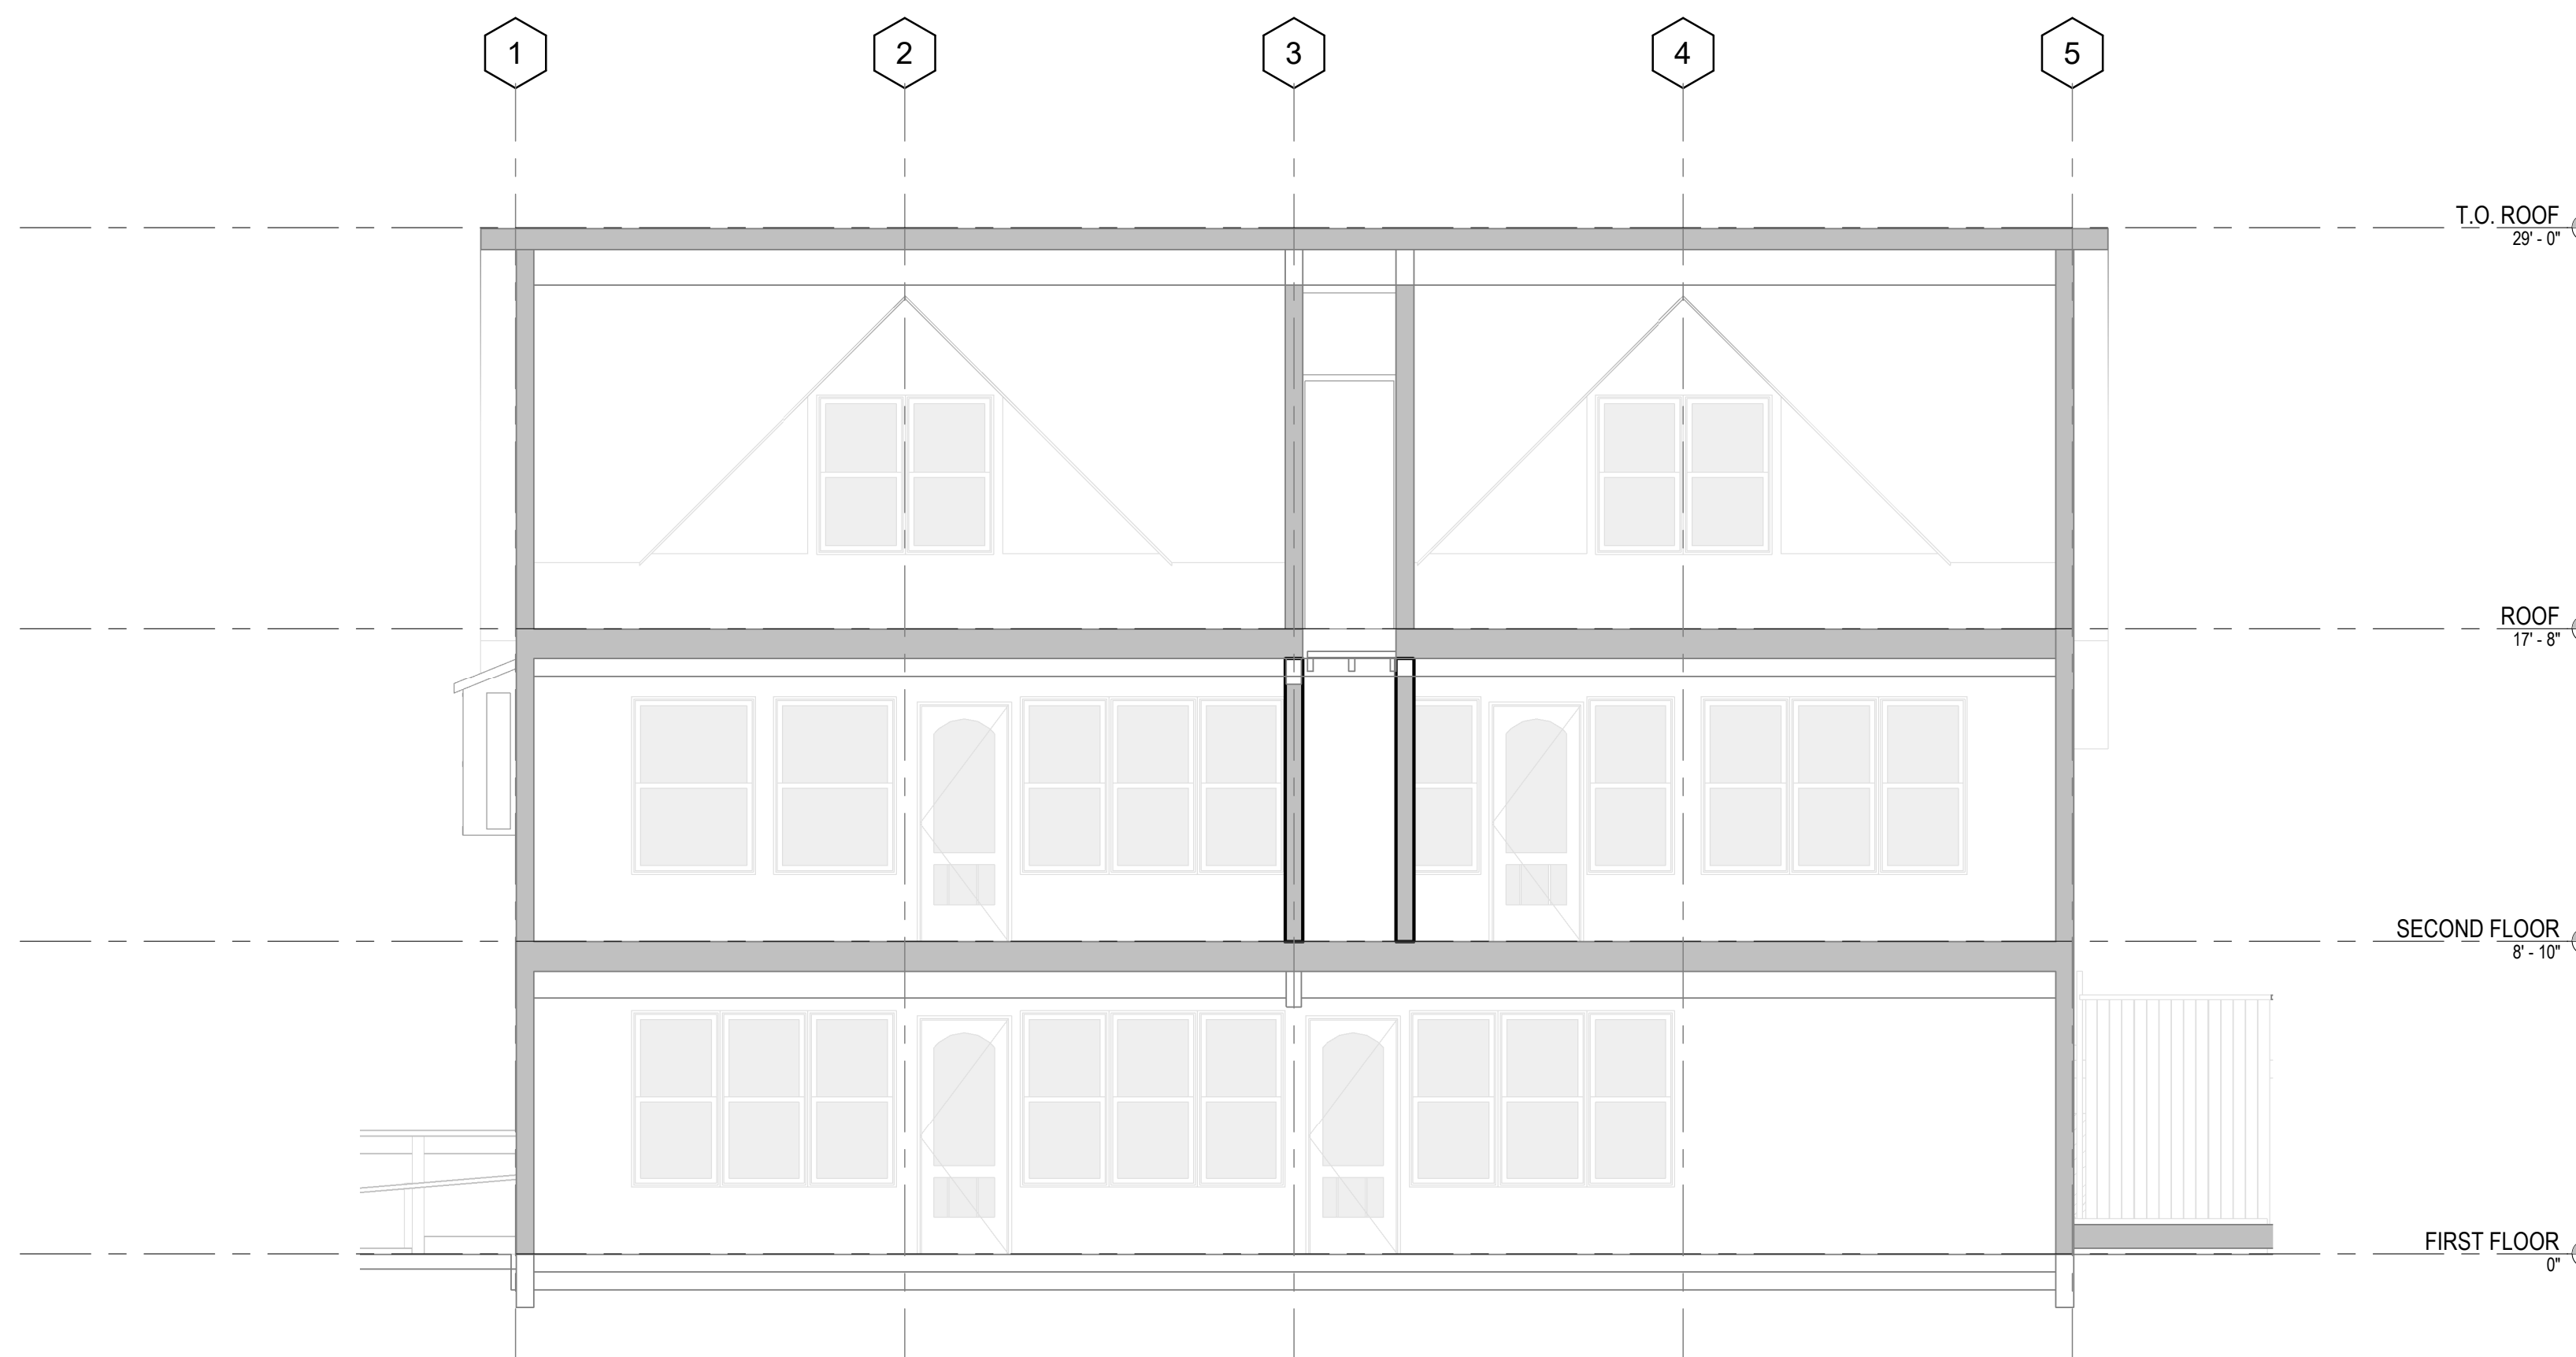 1
2
3
4
5
T.O. ROOF
29' - 0"
ROOF
17' - 8"
SECOND FLOOR
8' - 10"
FIRST FLOOR
0"